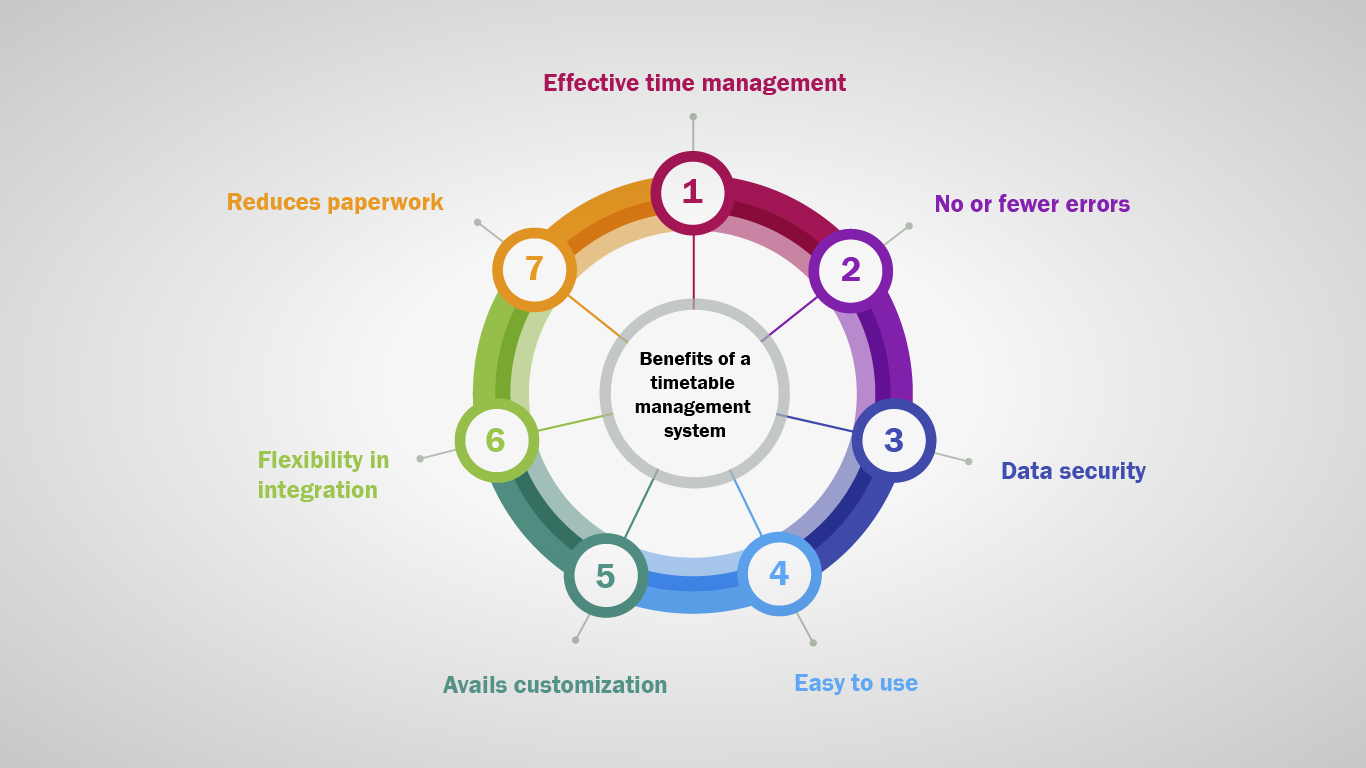 Effective time management
1
No or fewer errors
2
Data security
3
Easy to use
4
Avails customization
5
Flexibility in
integration
6
Reduces paperwork
7
Benefits of a
timetable
management
system